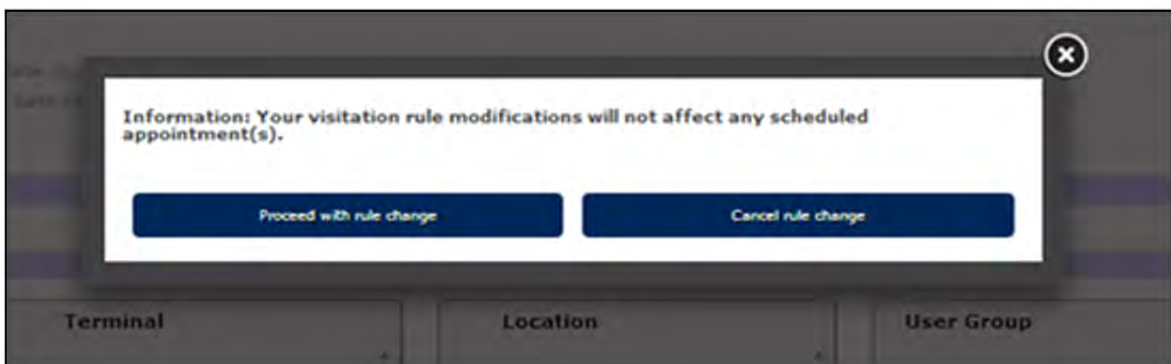 Information: Your visitation rule modifications will not affect any scheduled
appointment(s).
Proceed with rule change
Cancel rule change
Terminal
Location
User Group